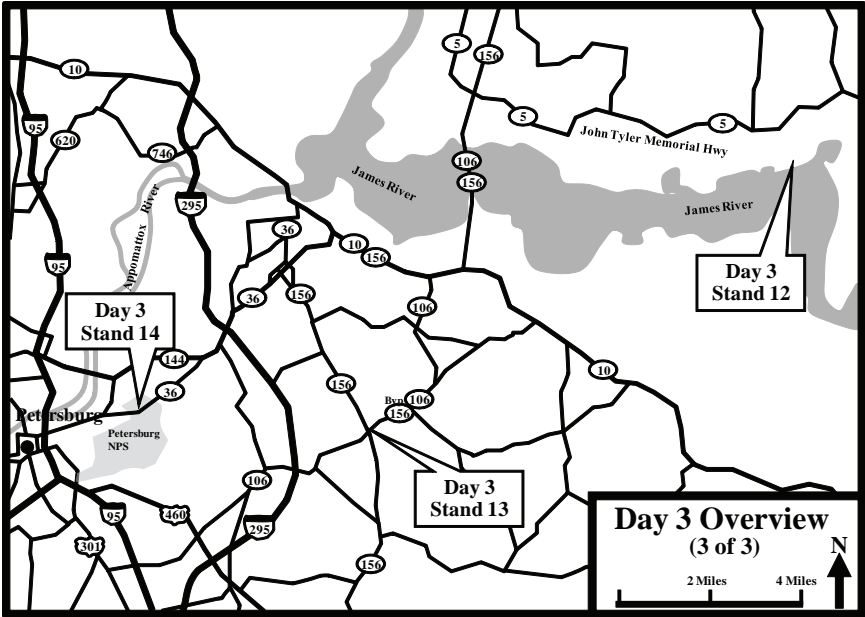 5
156
10
5
5
95
John Tyler Memorial Hwy
620
746
106
156
James River
295
James River
Appomattox River
36
10
156
95
Day 3
Stand 12
36
156
106
Day 3
Stand 14
144
36
156
10
106
156
Petersburg
Petersburg
NPS
106
Day 3
Stand 13
95
460
295
301
156
Day 3 Overview
(3 of 3)
N
2 Miles
4 Miles